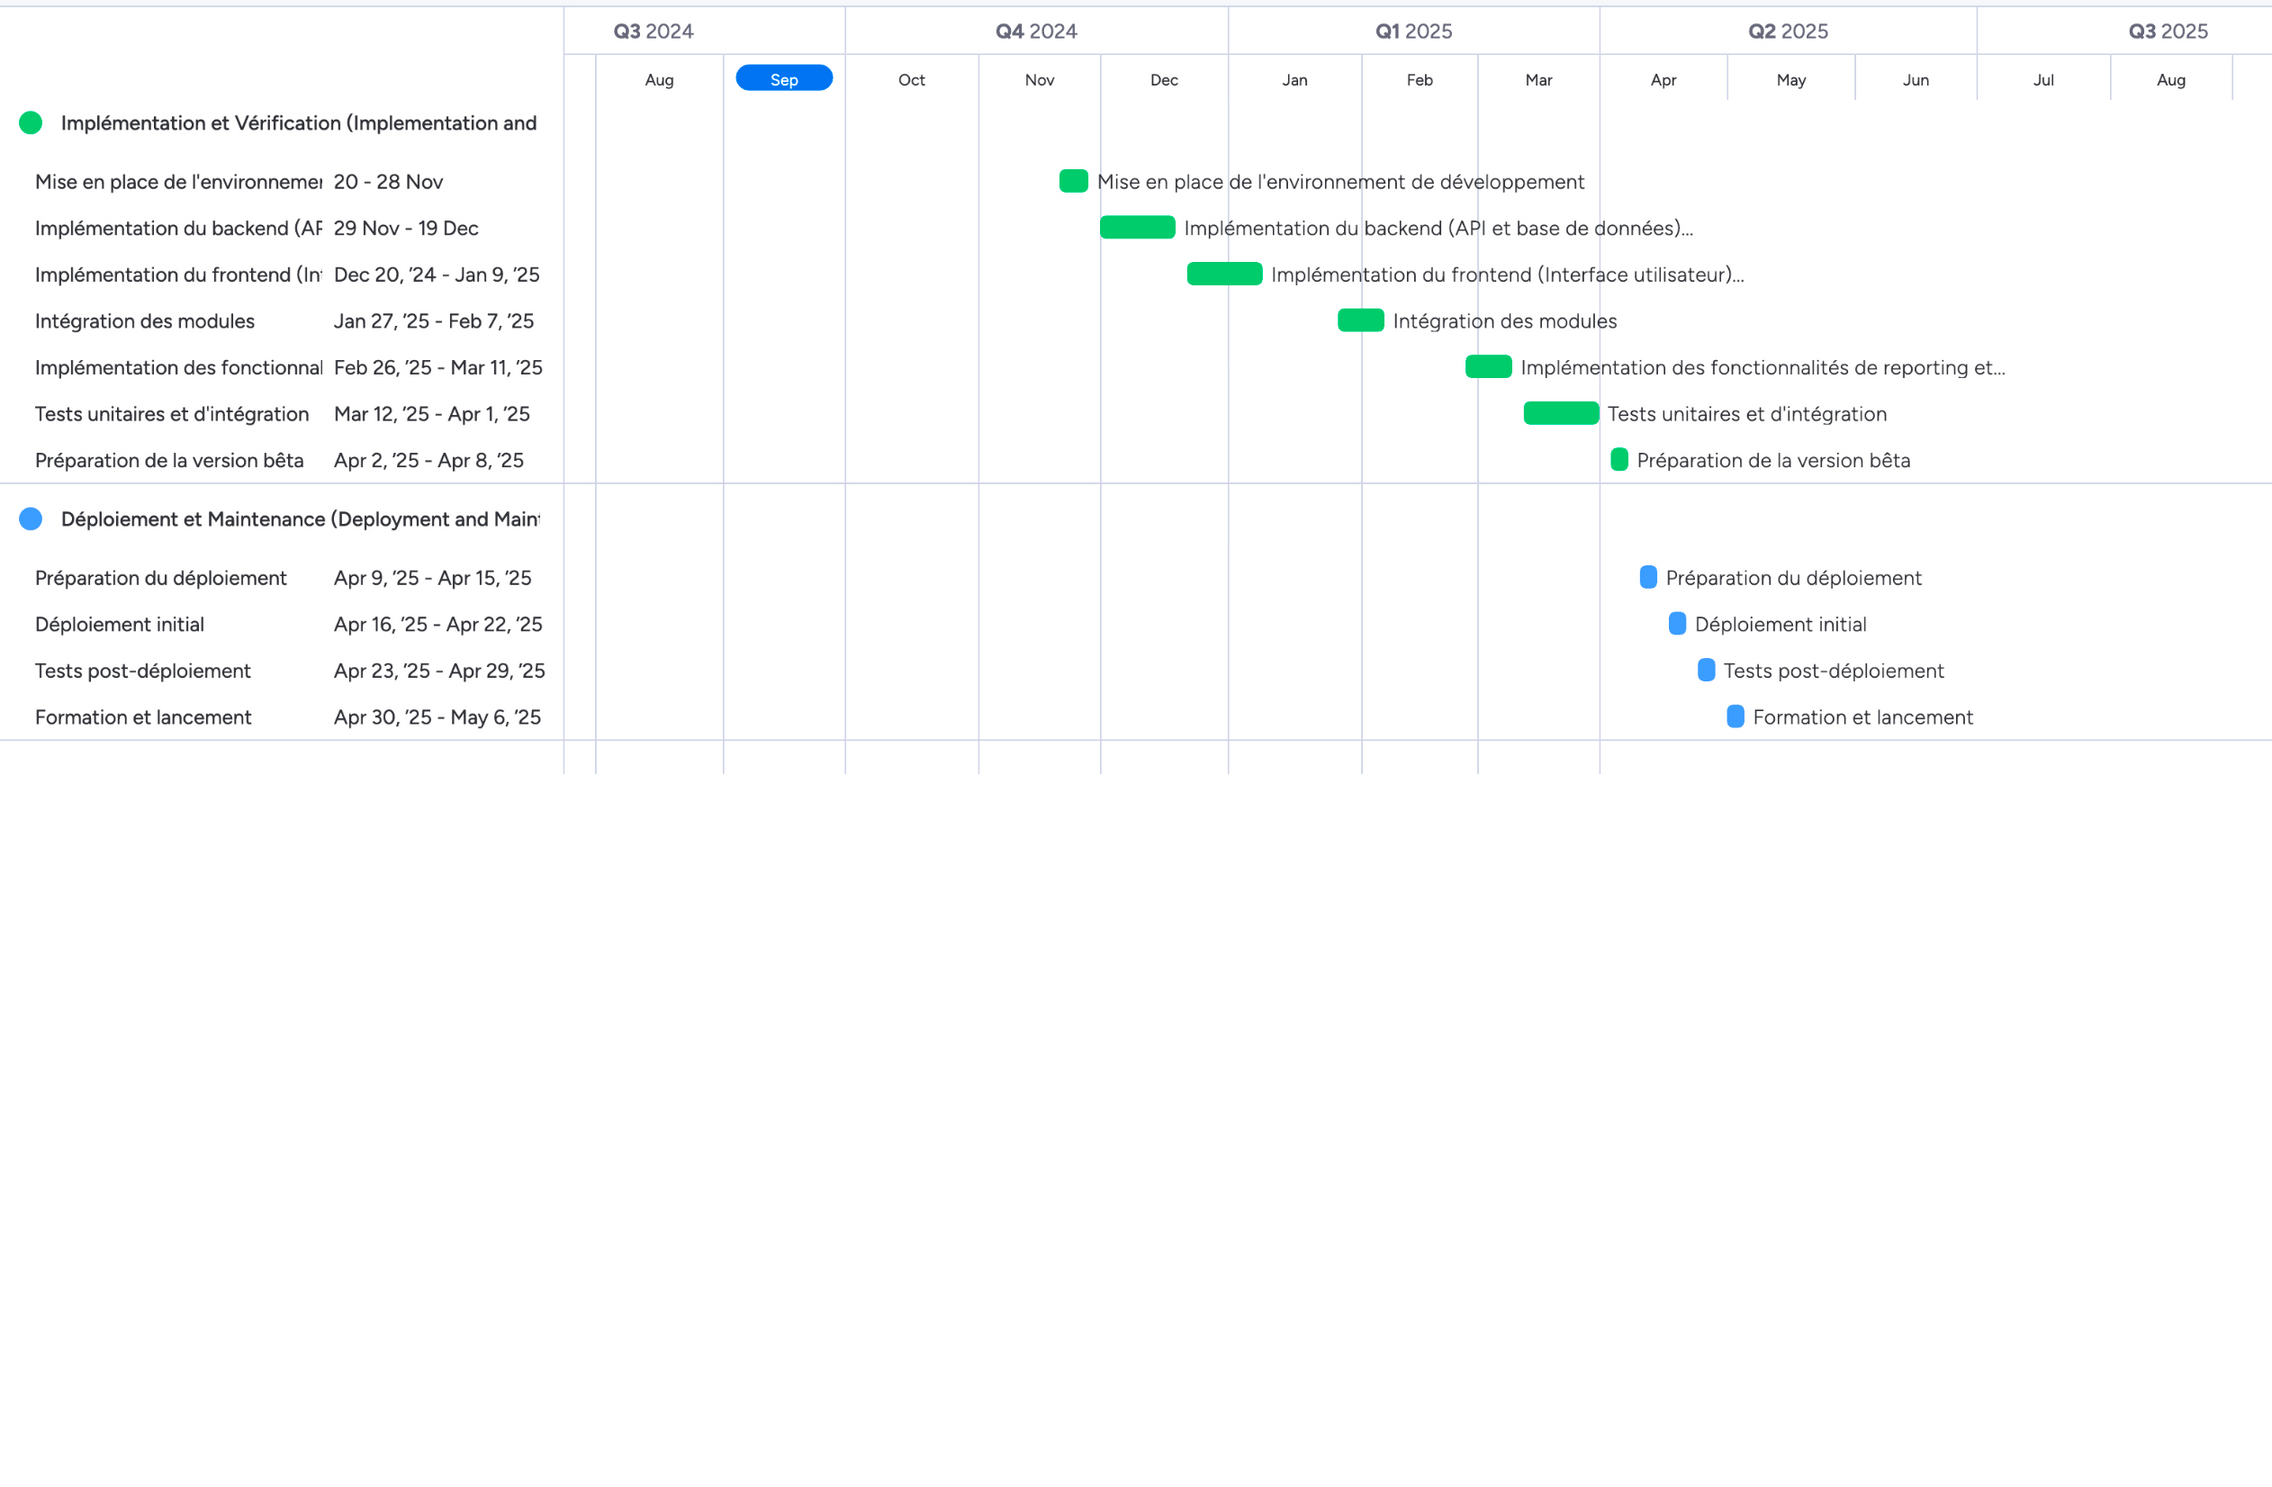 Q3 2024 Q4 2024 Q1 2025 Q2 2025 Q3 2025
Aug Sep Oct Nov Dec Jan Feb Mar Apr May Jun Jul Aug
Implémentation et Vérification (Implementation and
Mise en place de l'environnemen 20 - 28 Nov Mise en place de l'environnement de développement
Implémentation du backend (AP 29 Nov - 19 Dec Implémentation du backend (API et base de données)...
Implémentation du frontend (Int Dec 20, ’24 - Jan 9, ’25 Implémentation du frontend (Interface utilisateur)...
Intégration des modules Jan 27, ’25 - Feb 7, ’25 Intégration des modules
Implémentation des fonctionnal Feb 26, ’25 - Mar 11, ’25 Implémentation des fonctionnalités de reporting et...
Tests unitaires et d'intégration Mar 12, ’25 - Apr 1, ’25 Tests unitaires et d'intégration
Préparation de la version bêta Apr 2, ’25 - Apr 8, ’25 Préparation de la version bêta
Déploiement et Maintenance (Deployment and Maint
Préparation du déploiement Apr 9, ’25 - Apr 15, ’25 Préparation du déploiement
Déploiement initial Apr 16, ’25 - Apr 22, ’25 Déploiement initial
Tests post-déploiement Apr 23, ’25 - Apr 29, ’25 Tests post-déploiement
Formation et lancement Apr 30, ’25 - May 6, ’25 Formation et lancement